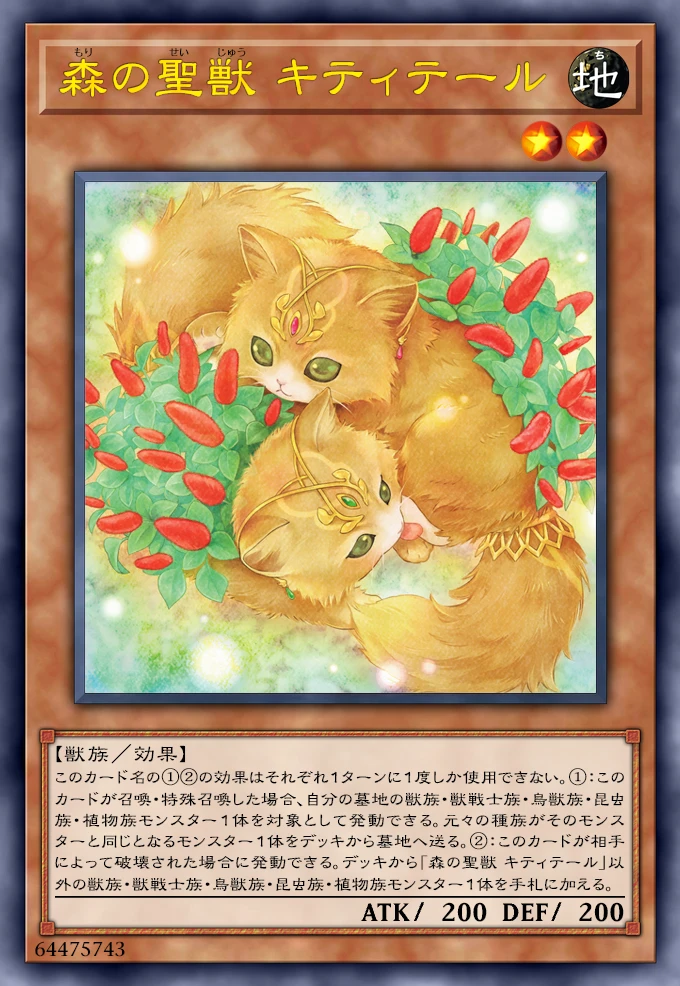 もり せい じゅう
森の聖獣 キティテール
ち
地
【獣族/効果】
このカード名の①②の効果はそれぞれ1ターンに1度しか使用できない。①:この
カードが召喚・特殊召喚した場合、自分の墓地の獣族・獣戦士族・鳥獣族・昆虫
族・植物族モンスター1体を対象として発動できる。元々の種族がそのモンス
ターと同じとなるモンスター1体をデッキから墓地へ送る。②:このカードが相手
によって破壊された場合に発動できる。デッキから「森の聖獣 キティテール」以
外の獣族・獣戦士族・鳥獣族・昆虫族・植物族モンスター1体を手札に加える。
ATK/ 200 DEF/ 200
64475743